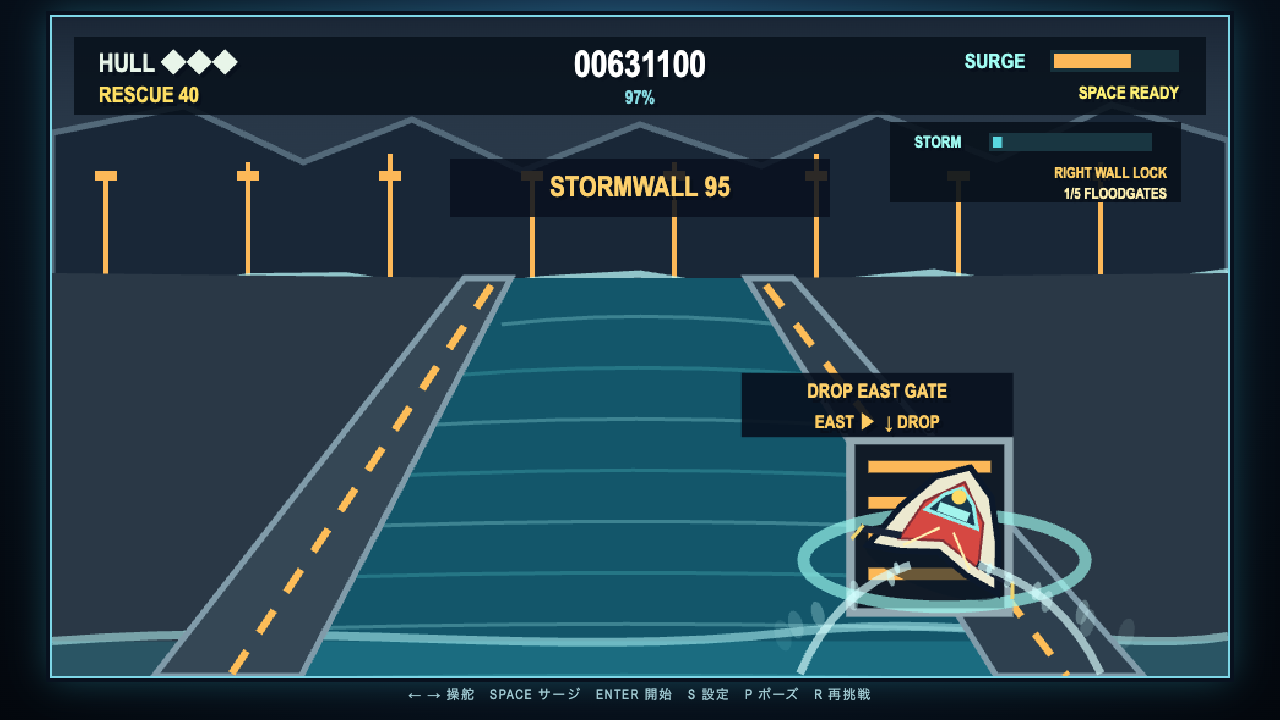 HULL
RESCUE 40
00631100
97%
SURGE
SPACE READY
STORM
RIGHT WALL LOCK
1/5 FLOODGATES
STORMWALL 95
DROP EAST GATE
EAST ▶ ↓ DROP
← → 操舵 SPACE サージ ENTER 開始 S 設定 P ポーズ R 再挑戦